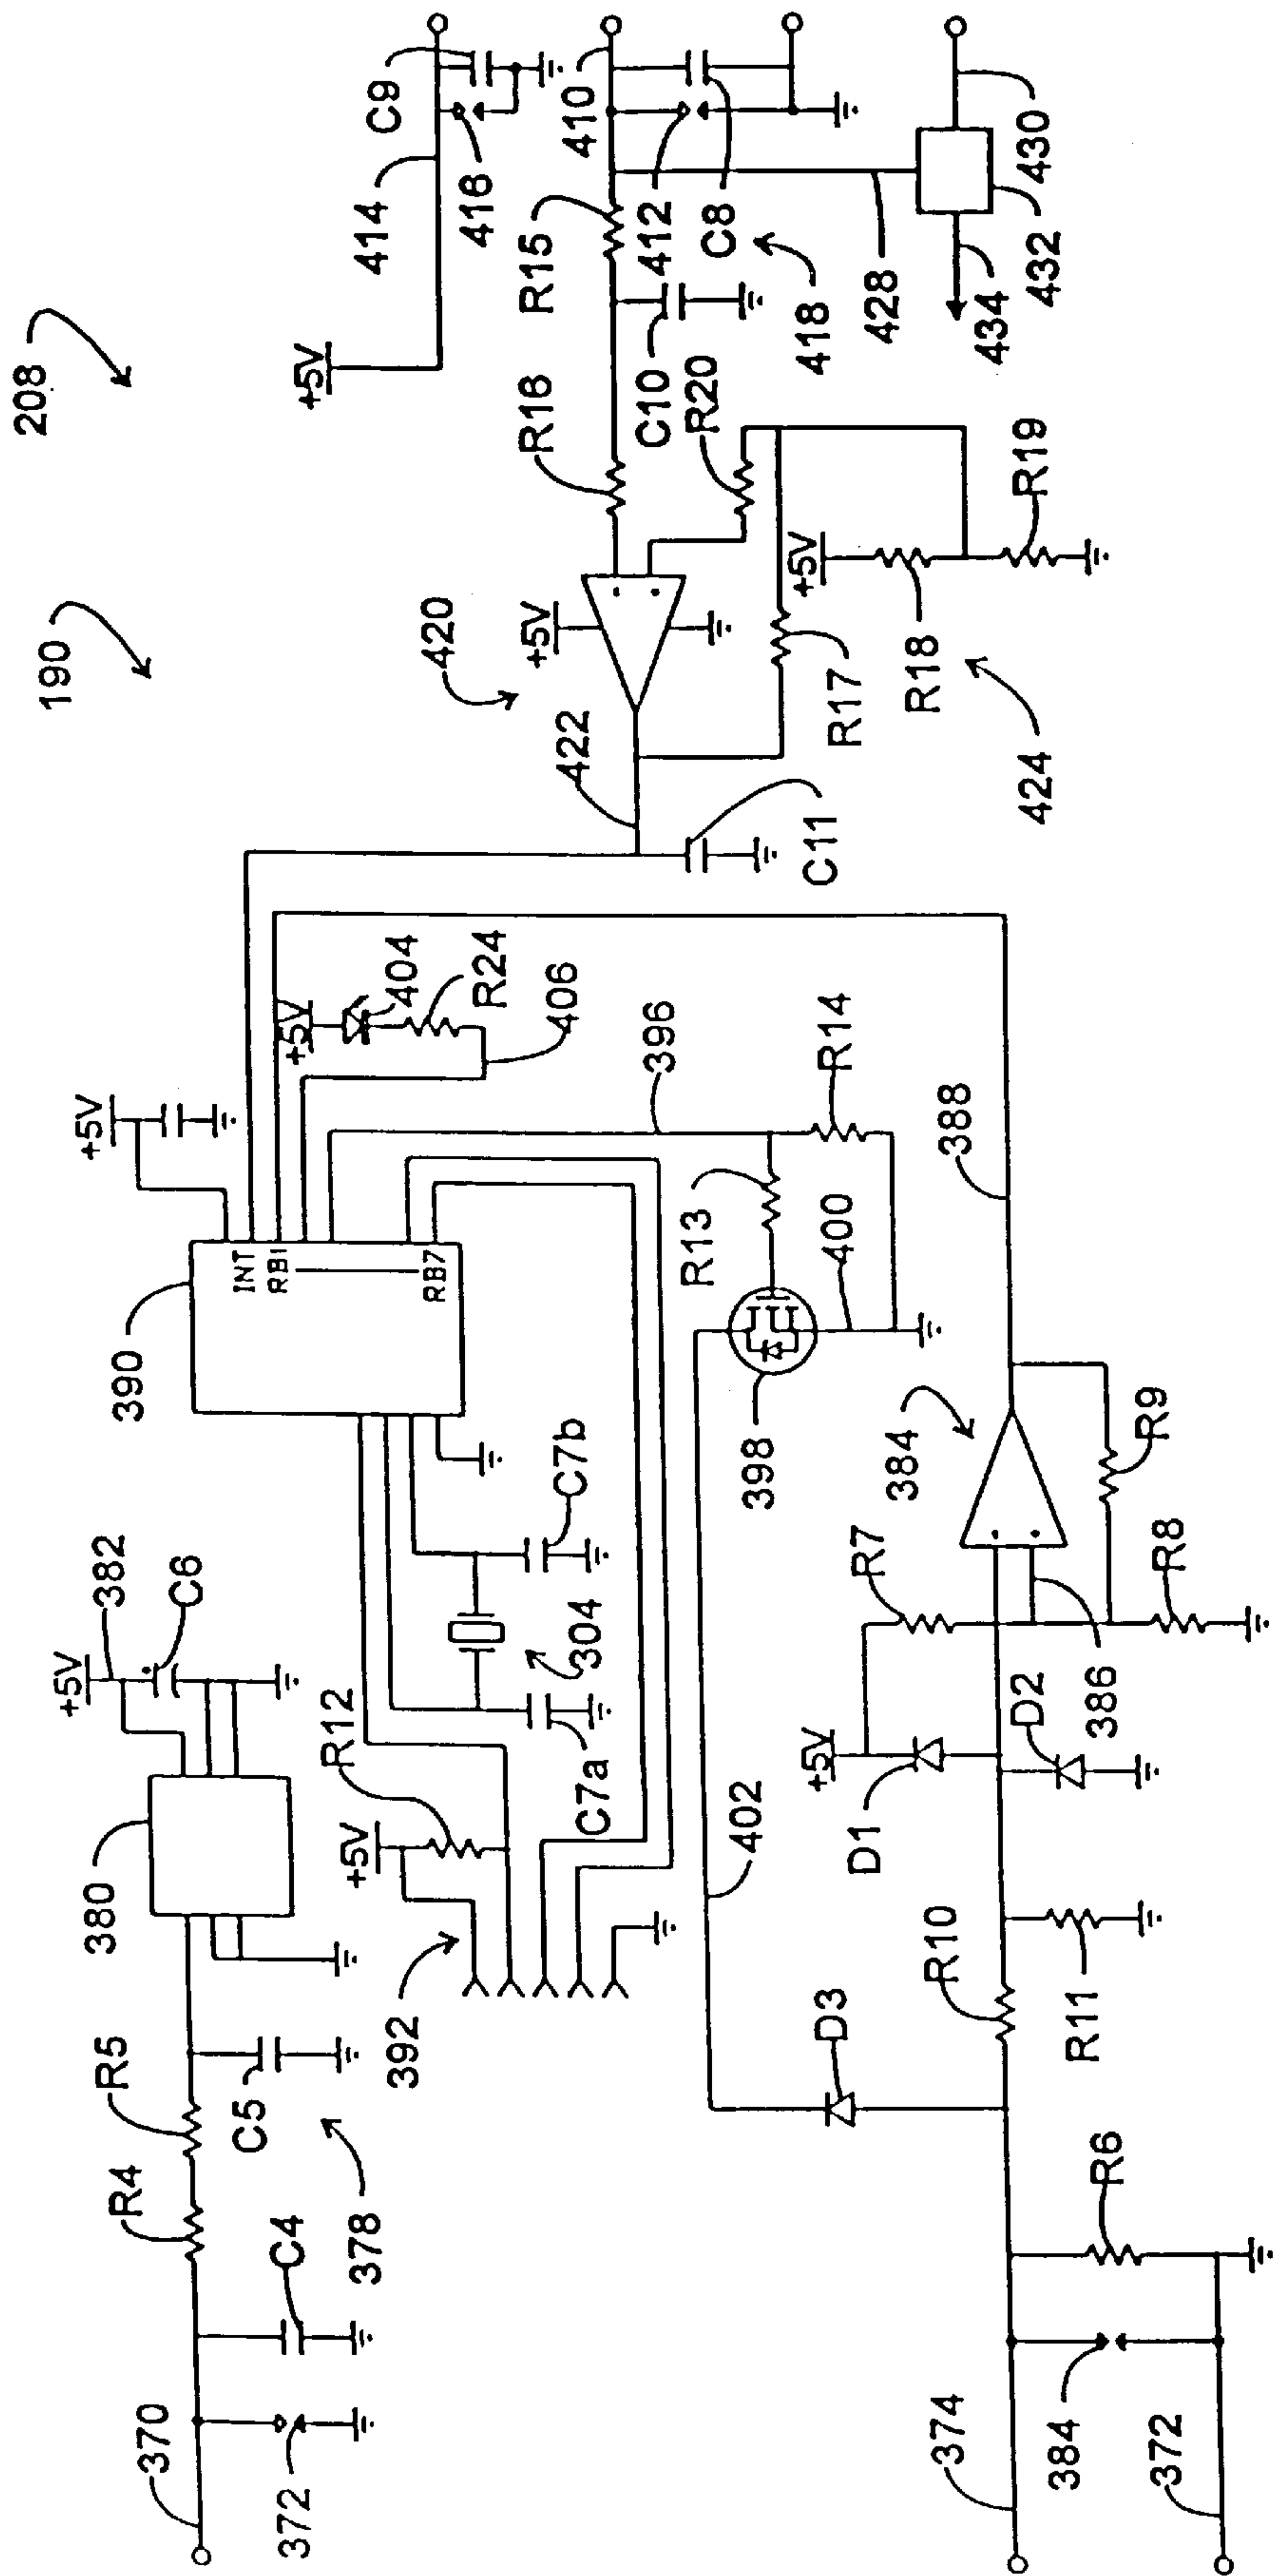 208
190
+5V
414
C9
416
410
R15
412
C8
418
C10
R16
R20
428
430
432
434
+5V
420
422
R17
+5V
R18
R19
424
C11
+5V
390
INT
RB1
RB7
+5V
404
R24
406
396
R14
R13
400
398
388
384
R9
R7
R8
386
+5V
D1
D2
402
+5V
382
C6
380
C7b
304
C7a
R12
+5V
392
R5
R4
C5
C4
378
370
372
D3
R10
R11
R6
374
384
372